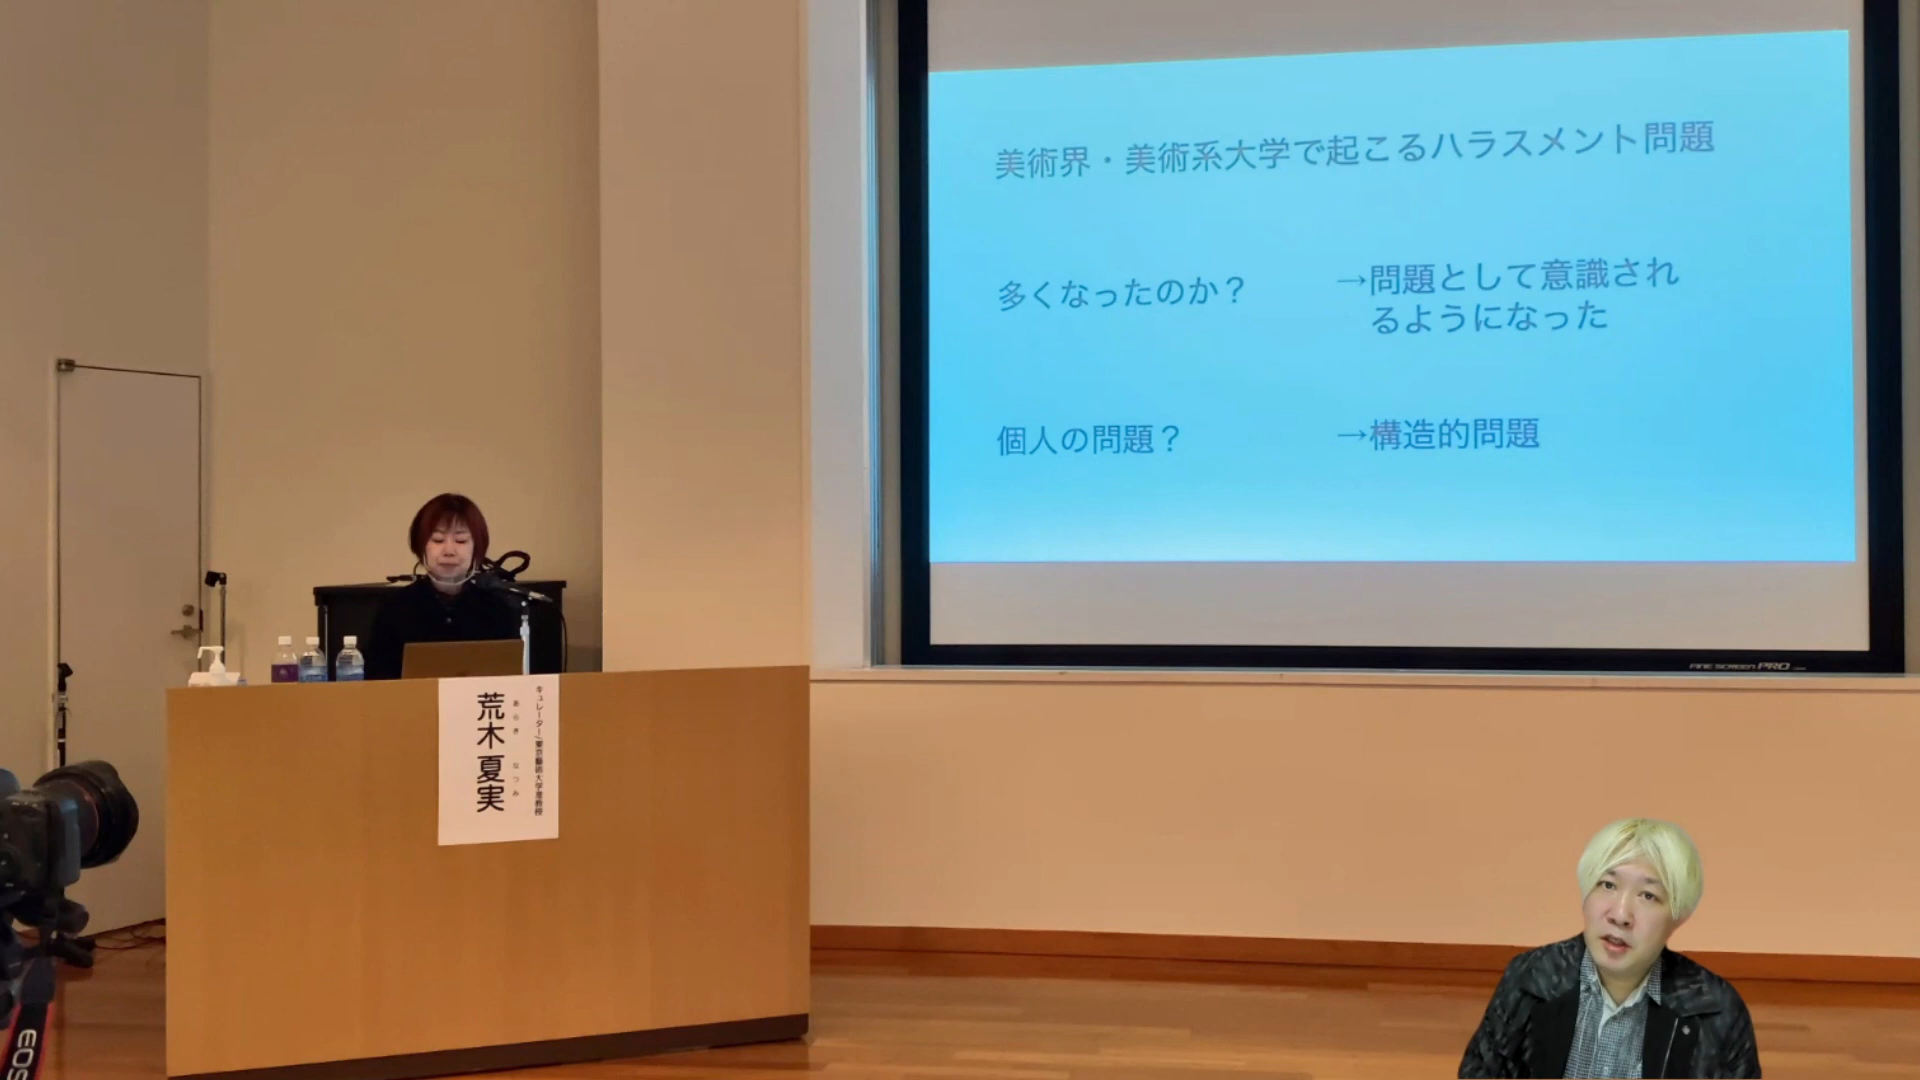 美術界・美術系大学で起こるハラスメント問題
多くなったのか?
→問題として意識され
るようになった
個人の問題?
→構造的問題
FINE SCREEN PRO
キュレーター/東京藝術大学准教授
あらき なつみ
荒木夏実
EOS